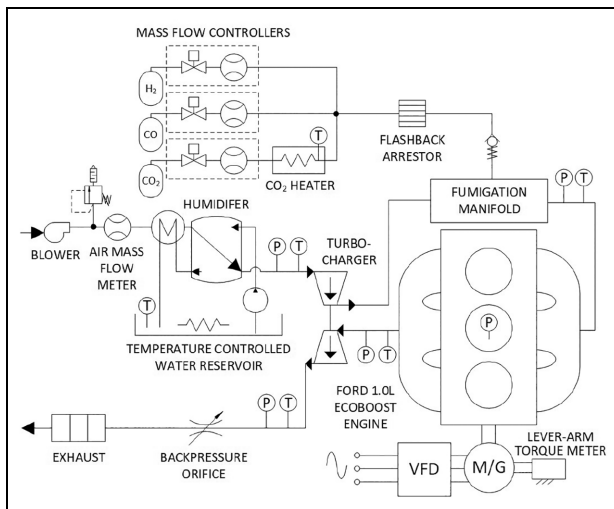 MASS FLOW CONTROLLERS
H₂
CO
CO₂
T
CO₂ HEATER
FLASHBACK
ARRESTOR
FUMIGATION
MANIFOLD
P T
HUMIDIFER
BLOWER
AIR MASS
FLOW
METER
M
P T
TURBO-
CHARGER
T
TEMPERATURE CONTROLLED
WATER RESERVOIR
P
P T
P T
FORD 1.0L
ECOBOOST
ENGINE
EXHAUST
BACKPRESSURE
ORIFICE
VFD
M/G
LEVER-ARM
TORQUE METER